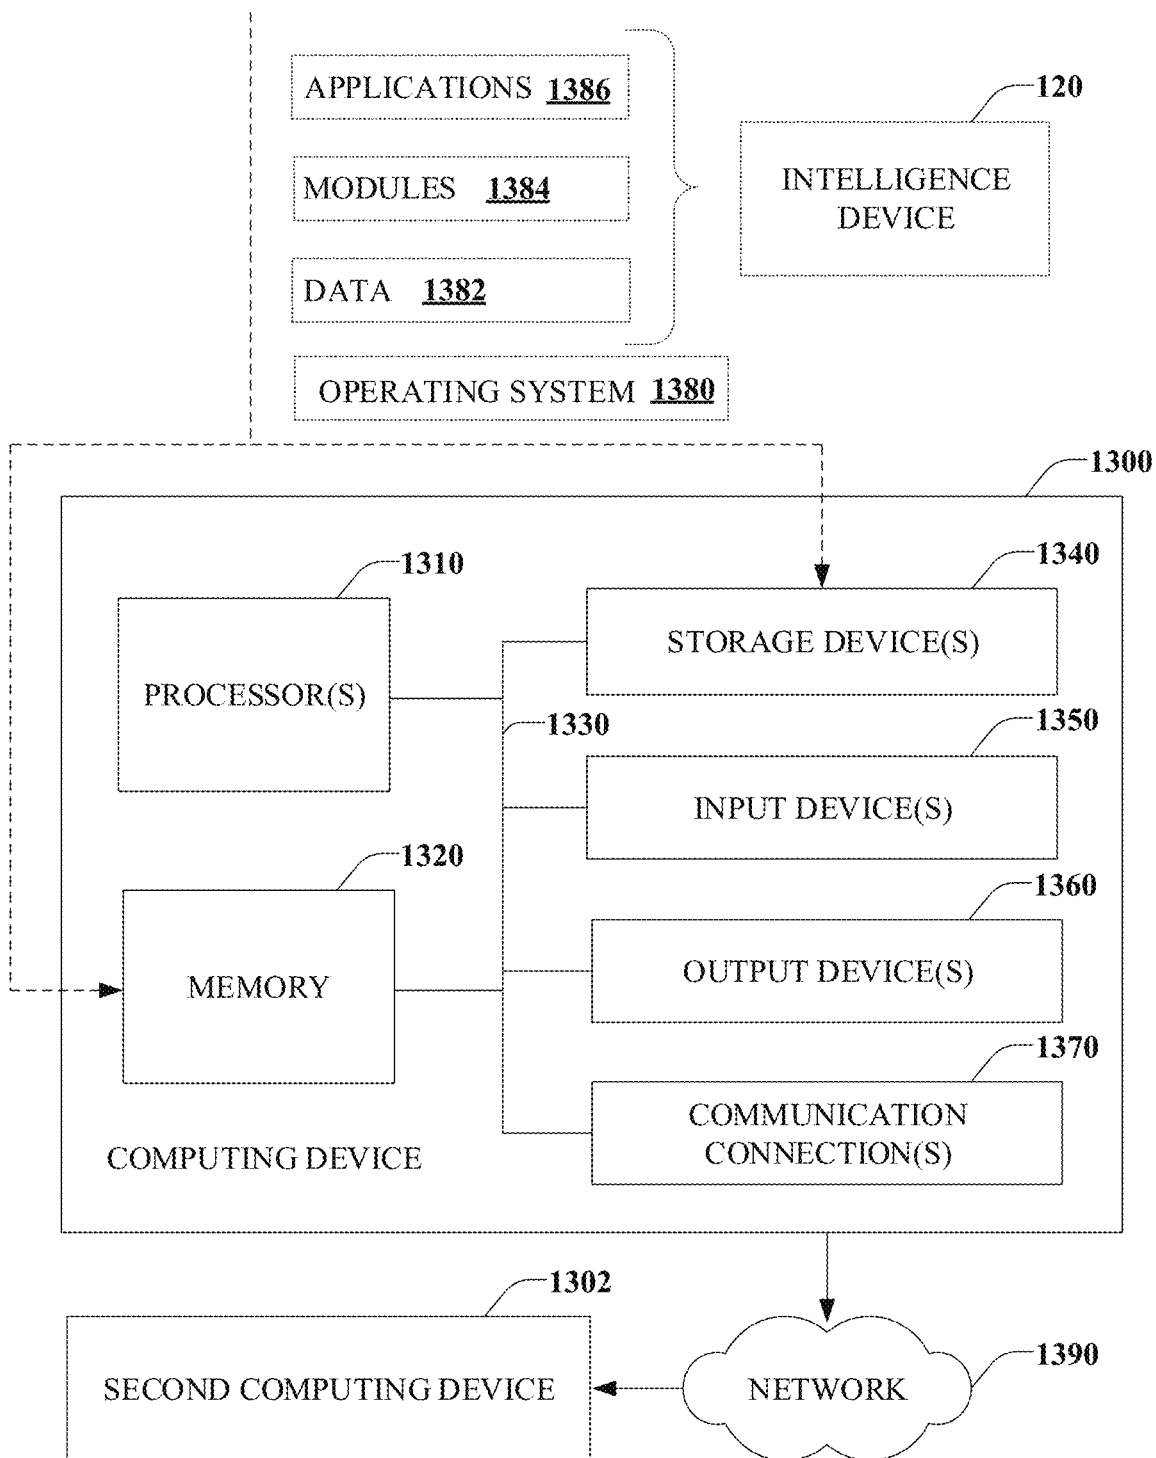 APPLICATIONS 1386
120
MODULES 1384
INTELLIGENCE
DEVICE
DATA 1382
OPERATING SYSTEM 1380
1300
1310
1340
PROCESSOR(S)
STORAGE DEVICE(S)
1330
1350
INPUT DEVICE(S)
1320
1360
MEMORY
OUTPUT DEVICE(S)
1370
COMMUNICATION
CONNECTION(S)
COMPUTING DEVICE
1302
1390
SECOND COMPUTING DEVICE
NETWORK